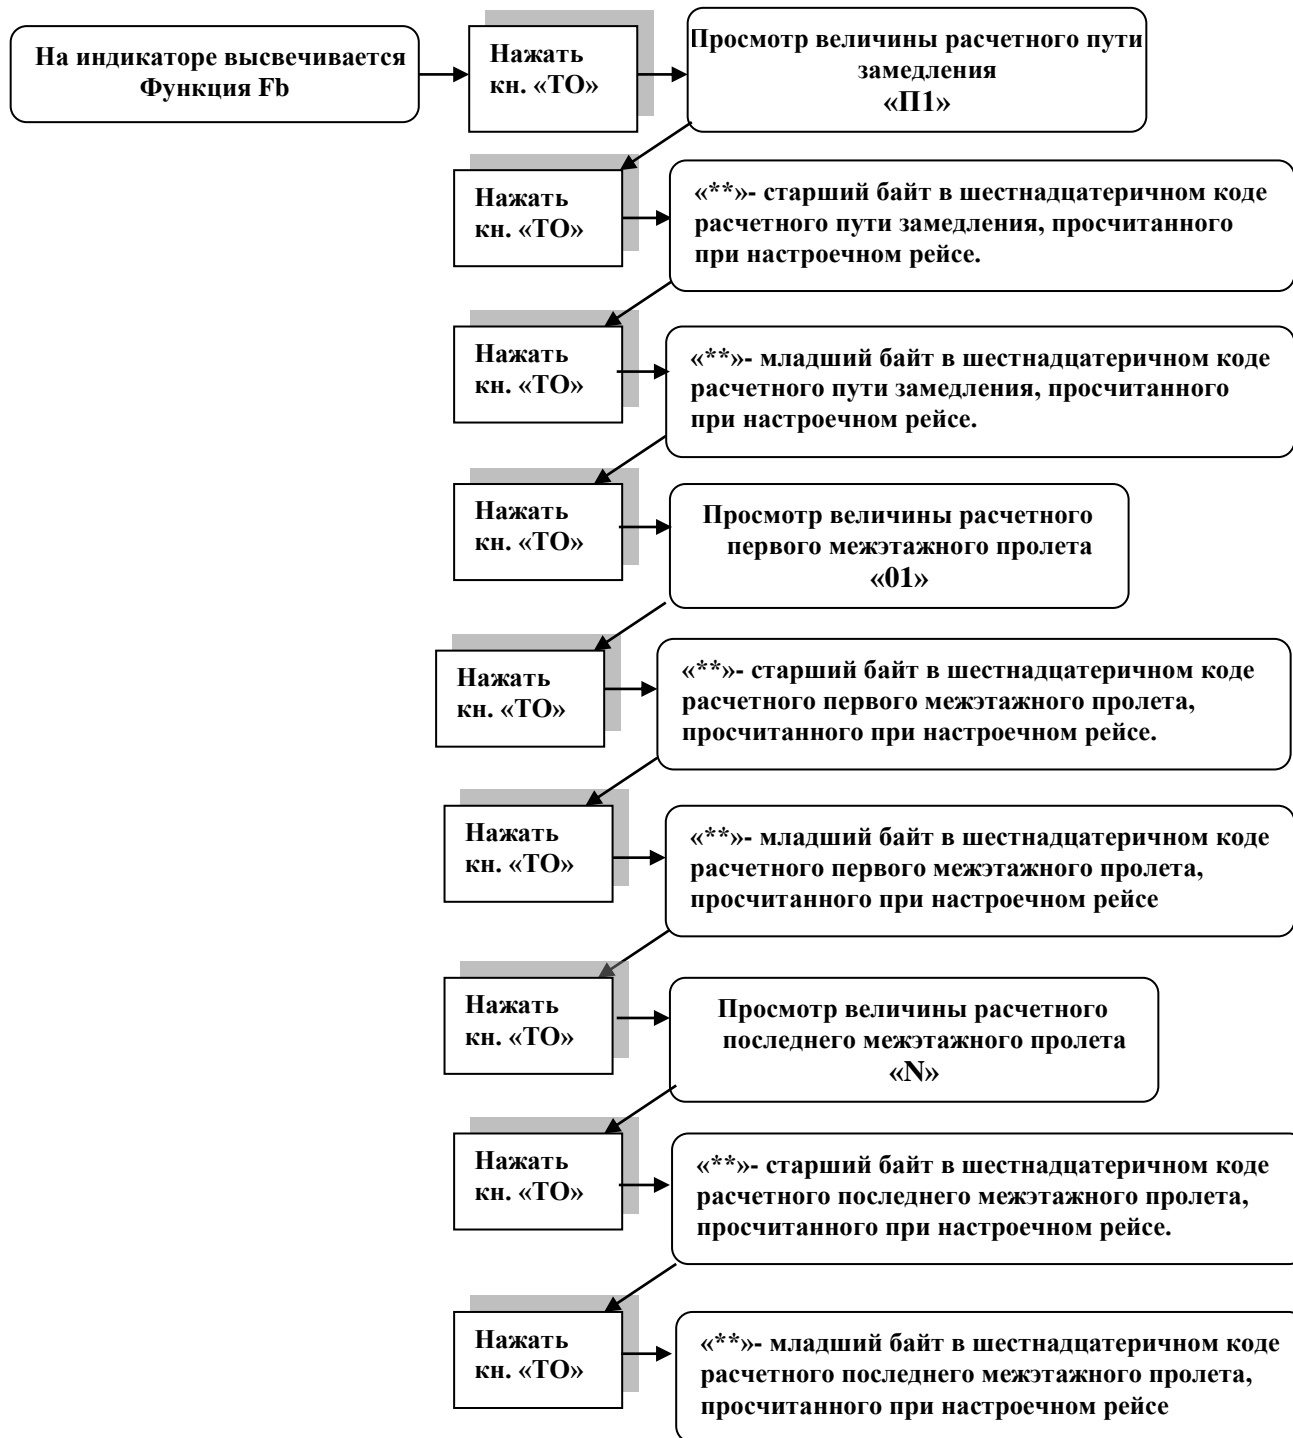 На индикаторе высвечивается
Функция Fb
Нажать
кн. «ТО»
Просмотр величины расчетного пути
замедления
«П1»
Нажать
кн. «ТО»
«**»- старший байт в шестнадцатеричном коде
расчетного пути замедления, просчитанного
при настроечном рейсе.
Нажать
кн. «ТО»
«**»- младший байт в шестнадцатеричном коде
расчетного пути замедления, просчитанного
при настроечном рейсе.
Нажать
кн. «ТО»
Просмотр величины расчетного
первого межэтажного пролета
«01»
Нажать
кн. «ТО»
«**»- старший байт в шестнадцатеричном коде
расчетного первого межэтажного пролета,
просчитанного при настроечном рейсе.
Нажать
кн. «ТО»
«**»- младший байт в шестнадцатеричном коде
расчетного первого межэтажного пролета,
просчитанного при настроечном рейсе
Нажать
кн. «ТО»
Просмотр величины расчетного
последнего межэтажного пролета
«N»
Нажать
кн. «ТО»
«**»- старший байт в шестнадцатеричном коде
расчетного последнего межэтажного пролета,
просчитанного при настроечном рейсе.
Нажать
кн. «ТО»
«**»- младший байт в шестнадцатеричном коде
расчетного последнего межэтажного пролета,
просчитанного при настроечном рейсе